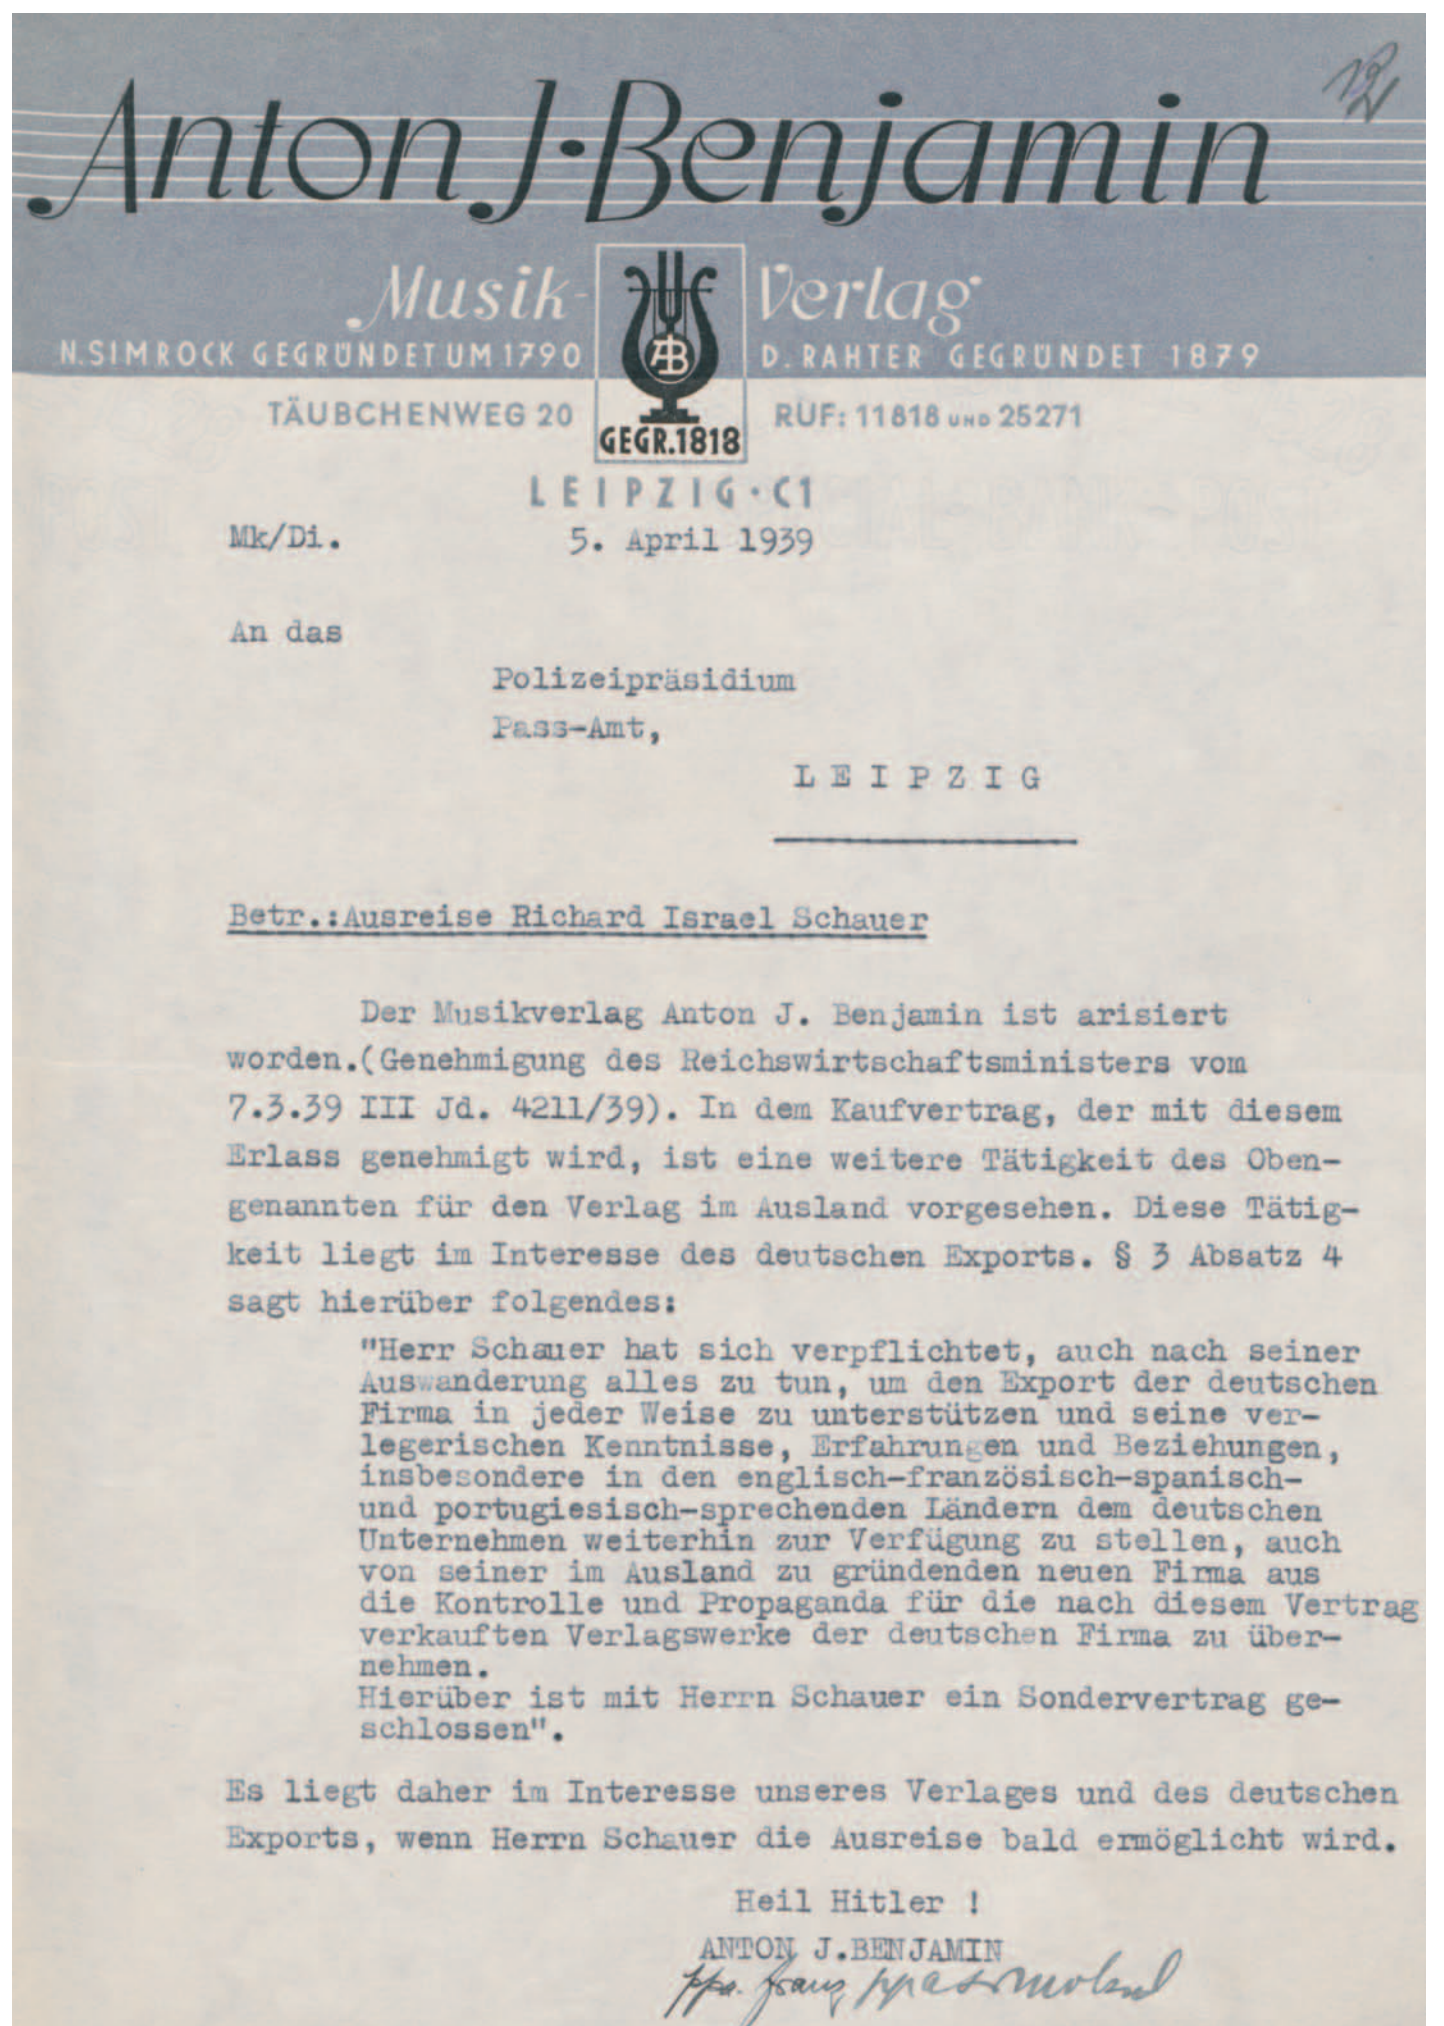 Anton J. Benjamin
Musik- Verlag
N. SIMROCK GEGRÜNDET UM 1790 D. RAHTER GEGRÜNDET 1879
AJB
TÄUBCHENWEG 20 RUF: 11818 UND 25271
GEGR. 1818
LEIPZIG · C1
Mk/Di. 5. April 1939
An das
Polizeipräsidium
Pass-Amt,
L E I P Z I G
Betr.:Ausreise Richard Israel Schauer
Der Musikverlag Anton J. Benjamin ist arisiert
worden.(Genehmigung des Reichswirtschaftsministers vom
7.3.39 III Jd. 4211/39). In dem Kaufvertrag, der mit diesem
Erlass genehmigt wird, ist eine weitere Tätigkeit des Oben-
genannten für den Verlag im Ausland vorgesehen. Diese Tätig-
keit liegt im Interesse des deutschen Exports. § 3 Absatz 4
sagt hierüber folgendes:
"Herr Schauer hat sich verpflichtet, auch nach seiner
Auswanderung alles zu tun, um den Export der deutschen
Firma in jeder Weise zu unterstützen und seine ver-
legerischen Kenntnisse, Erfahrungen und Beziehungen,
insbesondere in den englisch-französisch-spanisch-
und portugiesisch-sprechenden Ländern dem deutschen
Unternehmen weiterhin zur Verfügung zu stellen, auch
von seiner im Ausland zu gründenden neuen Firma aus
die Kontrolle und Propaganda für die nach diesem Vertrag
verkauften Verlagswerke der deutschen Firma zu über-
nehmen.
Hierüber ist mit Herrn Schauer ein Sondervertrag ge-
schlossen".
Es liegt daher im Interesse unseres Verlages und des deutschen
Exports, wenn Herrn Schauer die Ausreise bald ermöglicht wird.
Heil Hitler !
ANTON J.BENJAMIN
ppa. Franz ppa